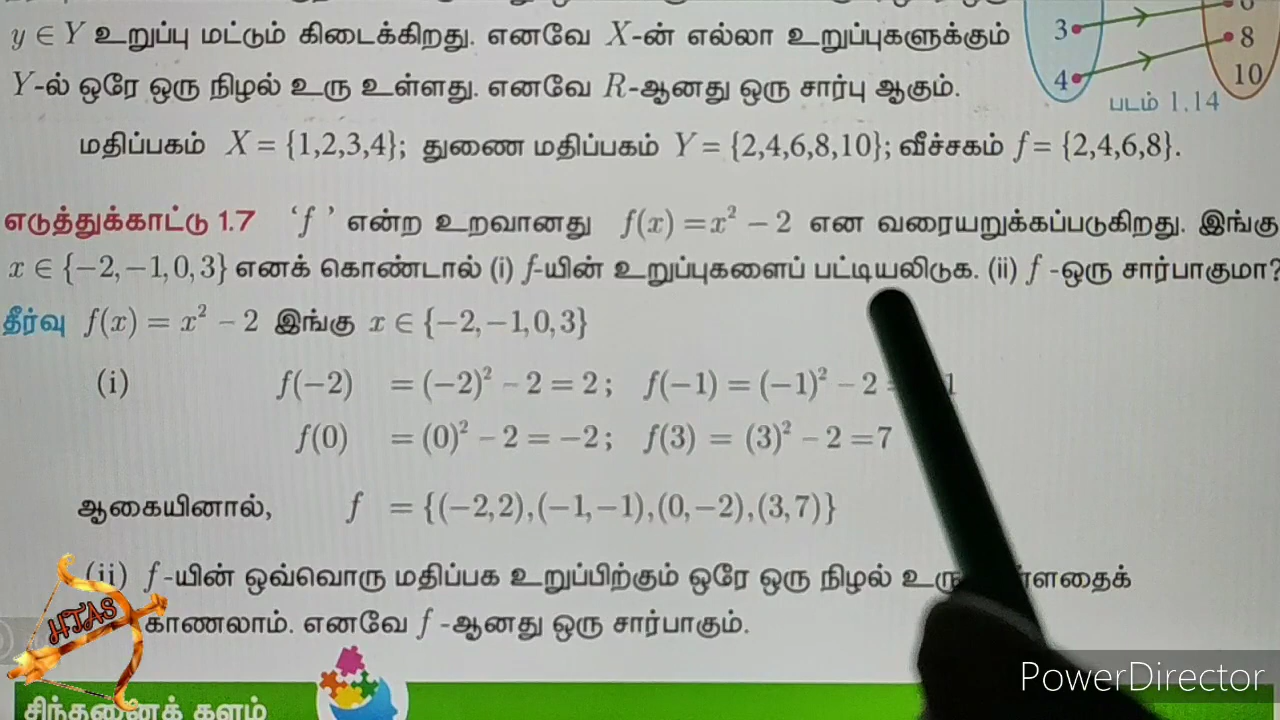 y ∈ Y உறுப்பு மட்டும் கிடைக்கிறது. எனவே X-ன் எல்லா உறுப்புகளுக்கும்
Y-ல் ஒரே ஒரு நிழல் உரு உள்ளது. எனவே R-ஆனது ஒரு சார்பு ஆகும்.
3 8
4 10
படம் 1.14
மதிப்பகம் X = {1,2,3,4}; துணை மதிப்பகம் Y = {2,4,6,8,10}; வீச்சகம் f = {2,4,6,8}.
எடுத்துக்காட்டு 1.7 ‘f ’ என்ற உறவானது f(x) = x² − 2 என வரையறுக்கப்படுகிறது. இங்கு
x ∈ {−2,−1,0,3} எனக் கொண்டால் (i) f-யின் உறுப்புகளைப் பட்டியலிடுக. (ii) f -ஒரு சார்பாகுமா?
தீர்வு f(x) = x² − 2 இங்கு x ∈ {−2,−1,0,3}
(i) f(−2) = (−2)² − 2 = 2; f(−1) = (−1)² − 2 1
f(0) = (0)² − 2 = −2; f(3) = (3)² − 2 =7
ஆகையினால், f = {(−2,2),(−1,−1),(0,−2),(3,7)}
(ii) f -யின் ஒவ்வொரு மதிப்பக உறுப்பிற்கும் ஒரே ஒரு நிழல்
காணலாம். எனவே f -ஆனது ஒரு சார்பாகும்.
HTAS
PowerDirector
சிந்தனைக் களம்